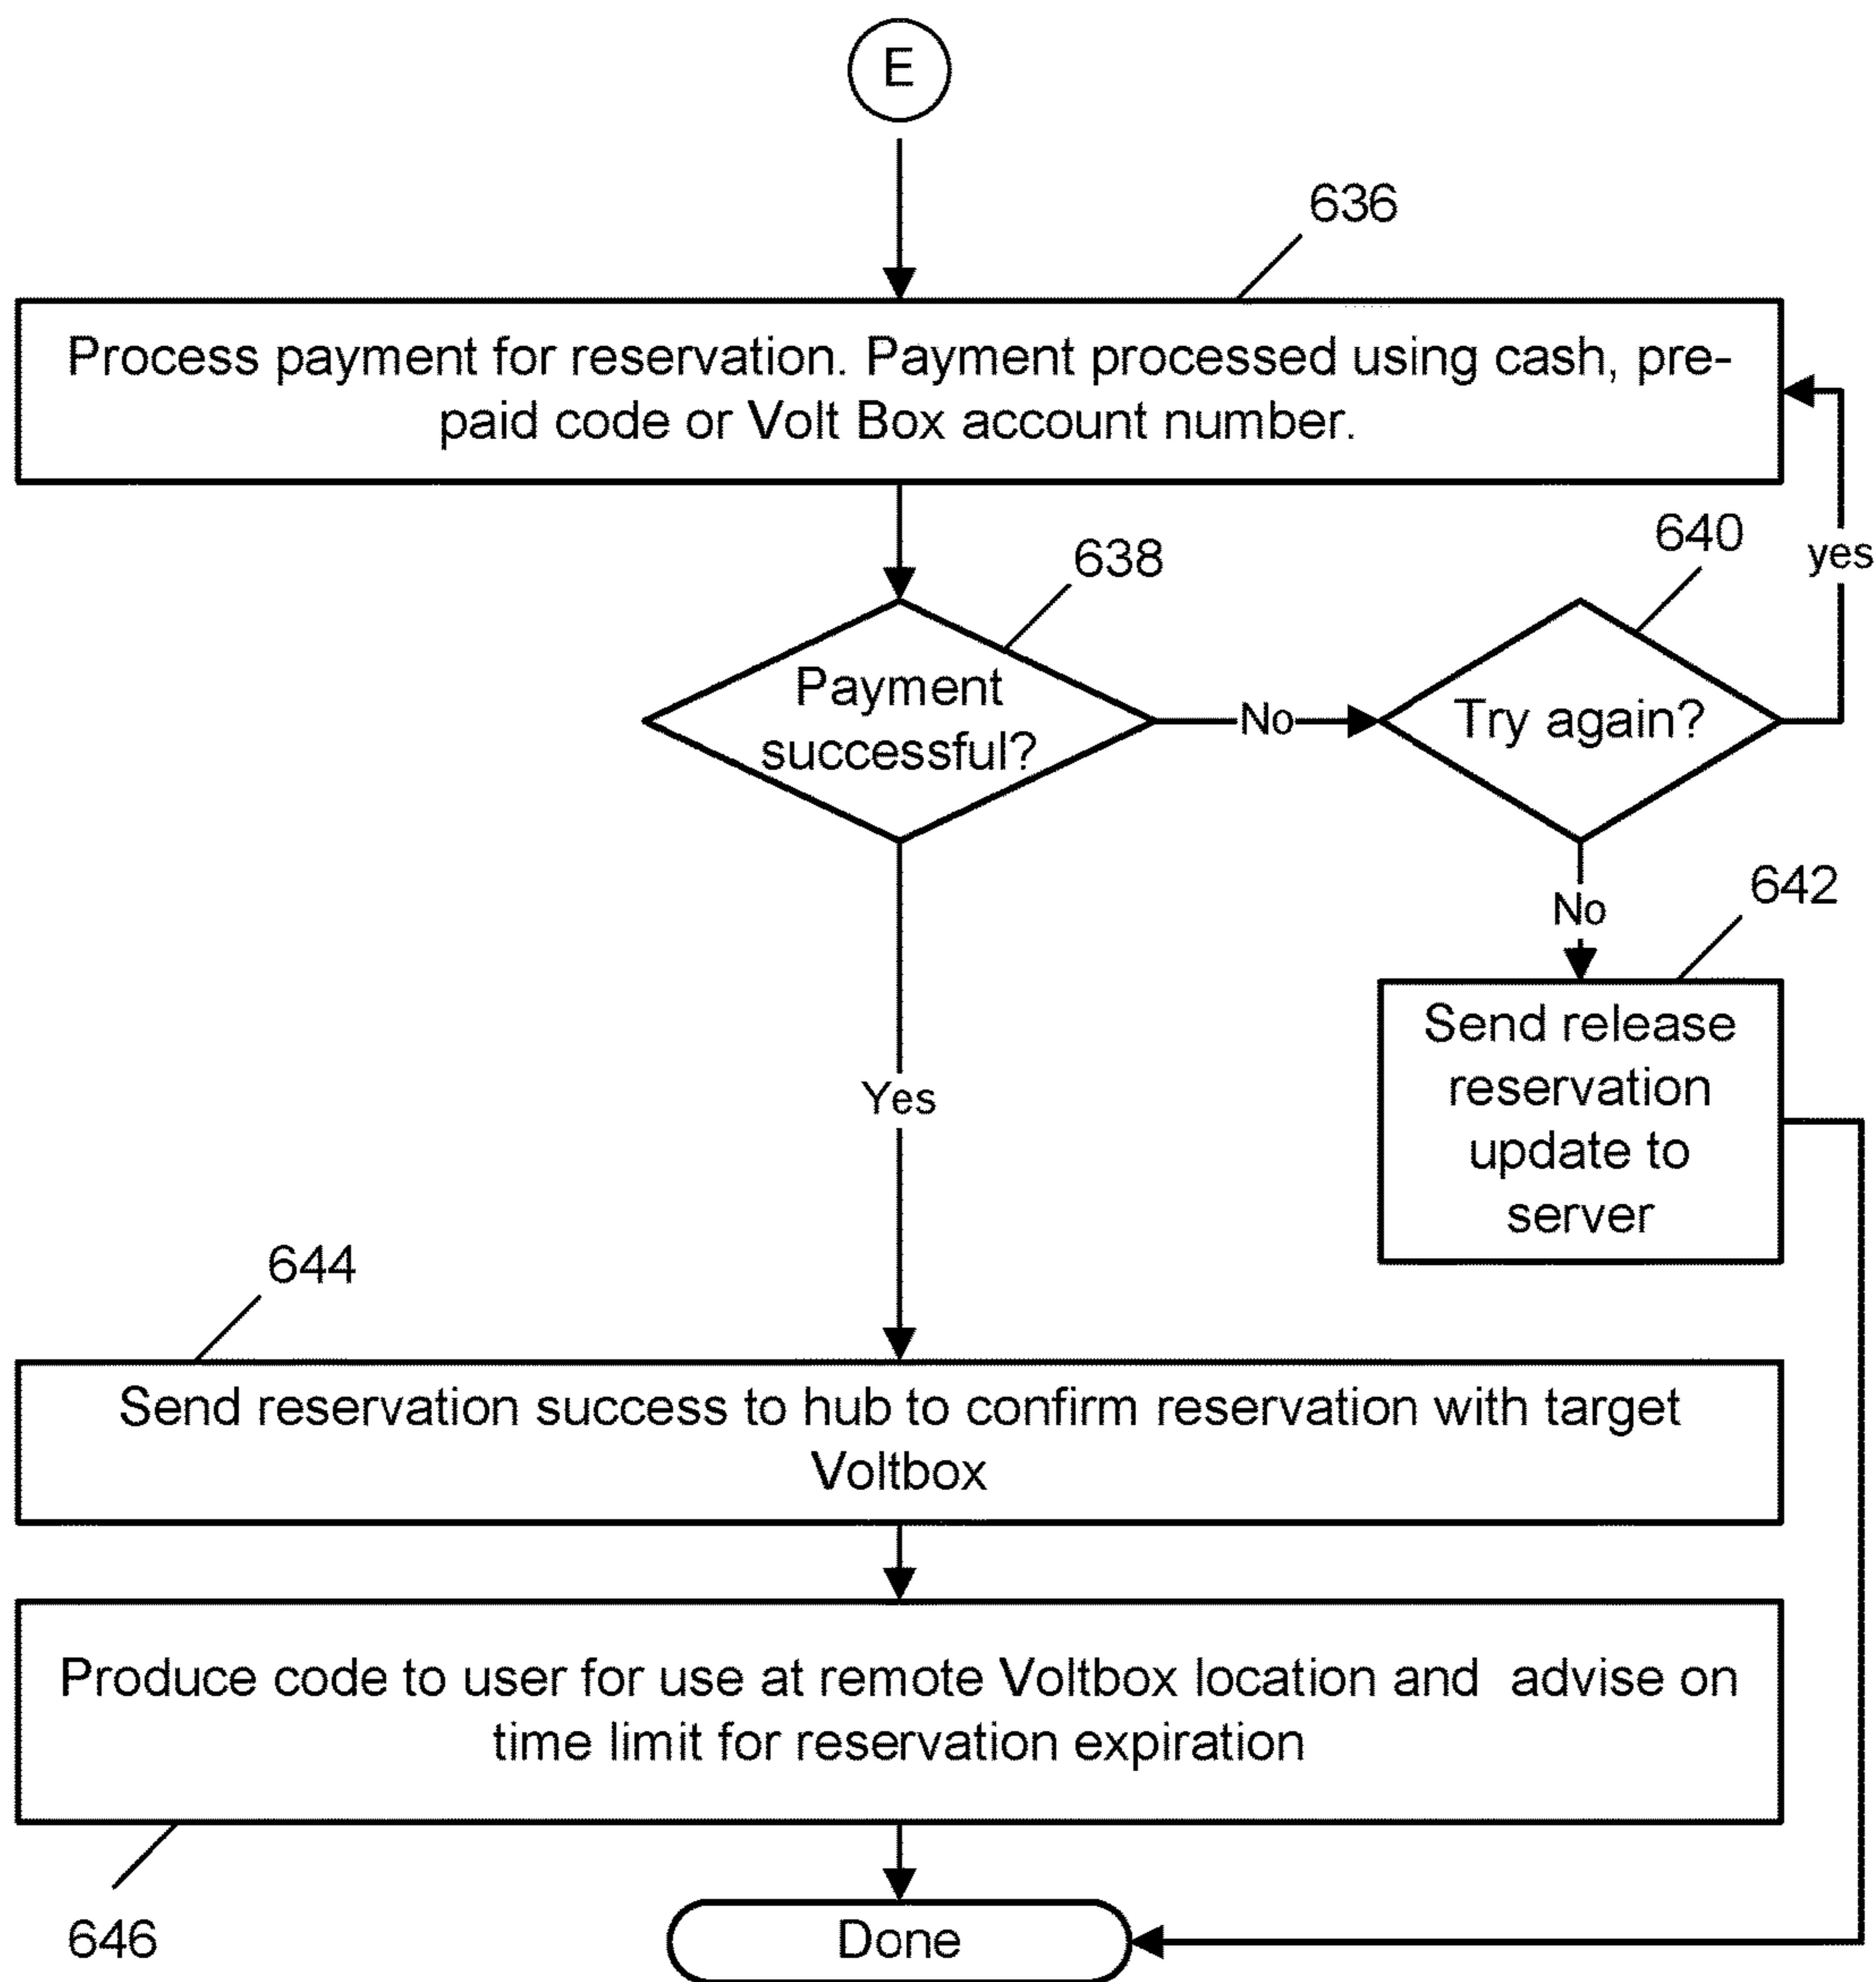 E
636
Process payment for reservation. Payment processed using cash, pre-
paid code or Volt Box account number.
640
yes
638
Payment
successful?
No
Try again?
No
642
Send release
reservation
update to
server
Yes
644
Send reservation success to hub to confirm reservation with target
Voltbox
Produce code to user for use at remote Voltbox location and  advise on
time limit for reservation expiration
646
Done